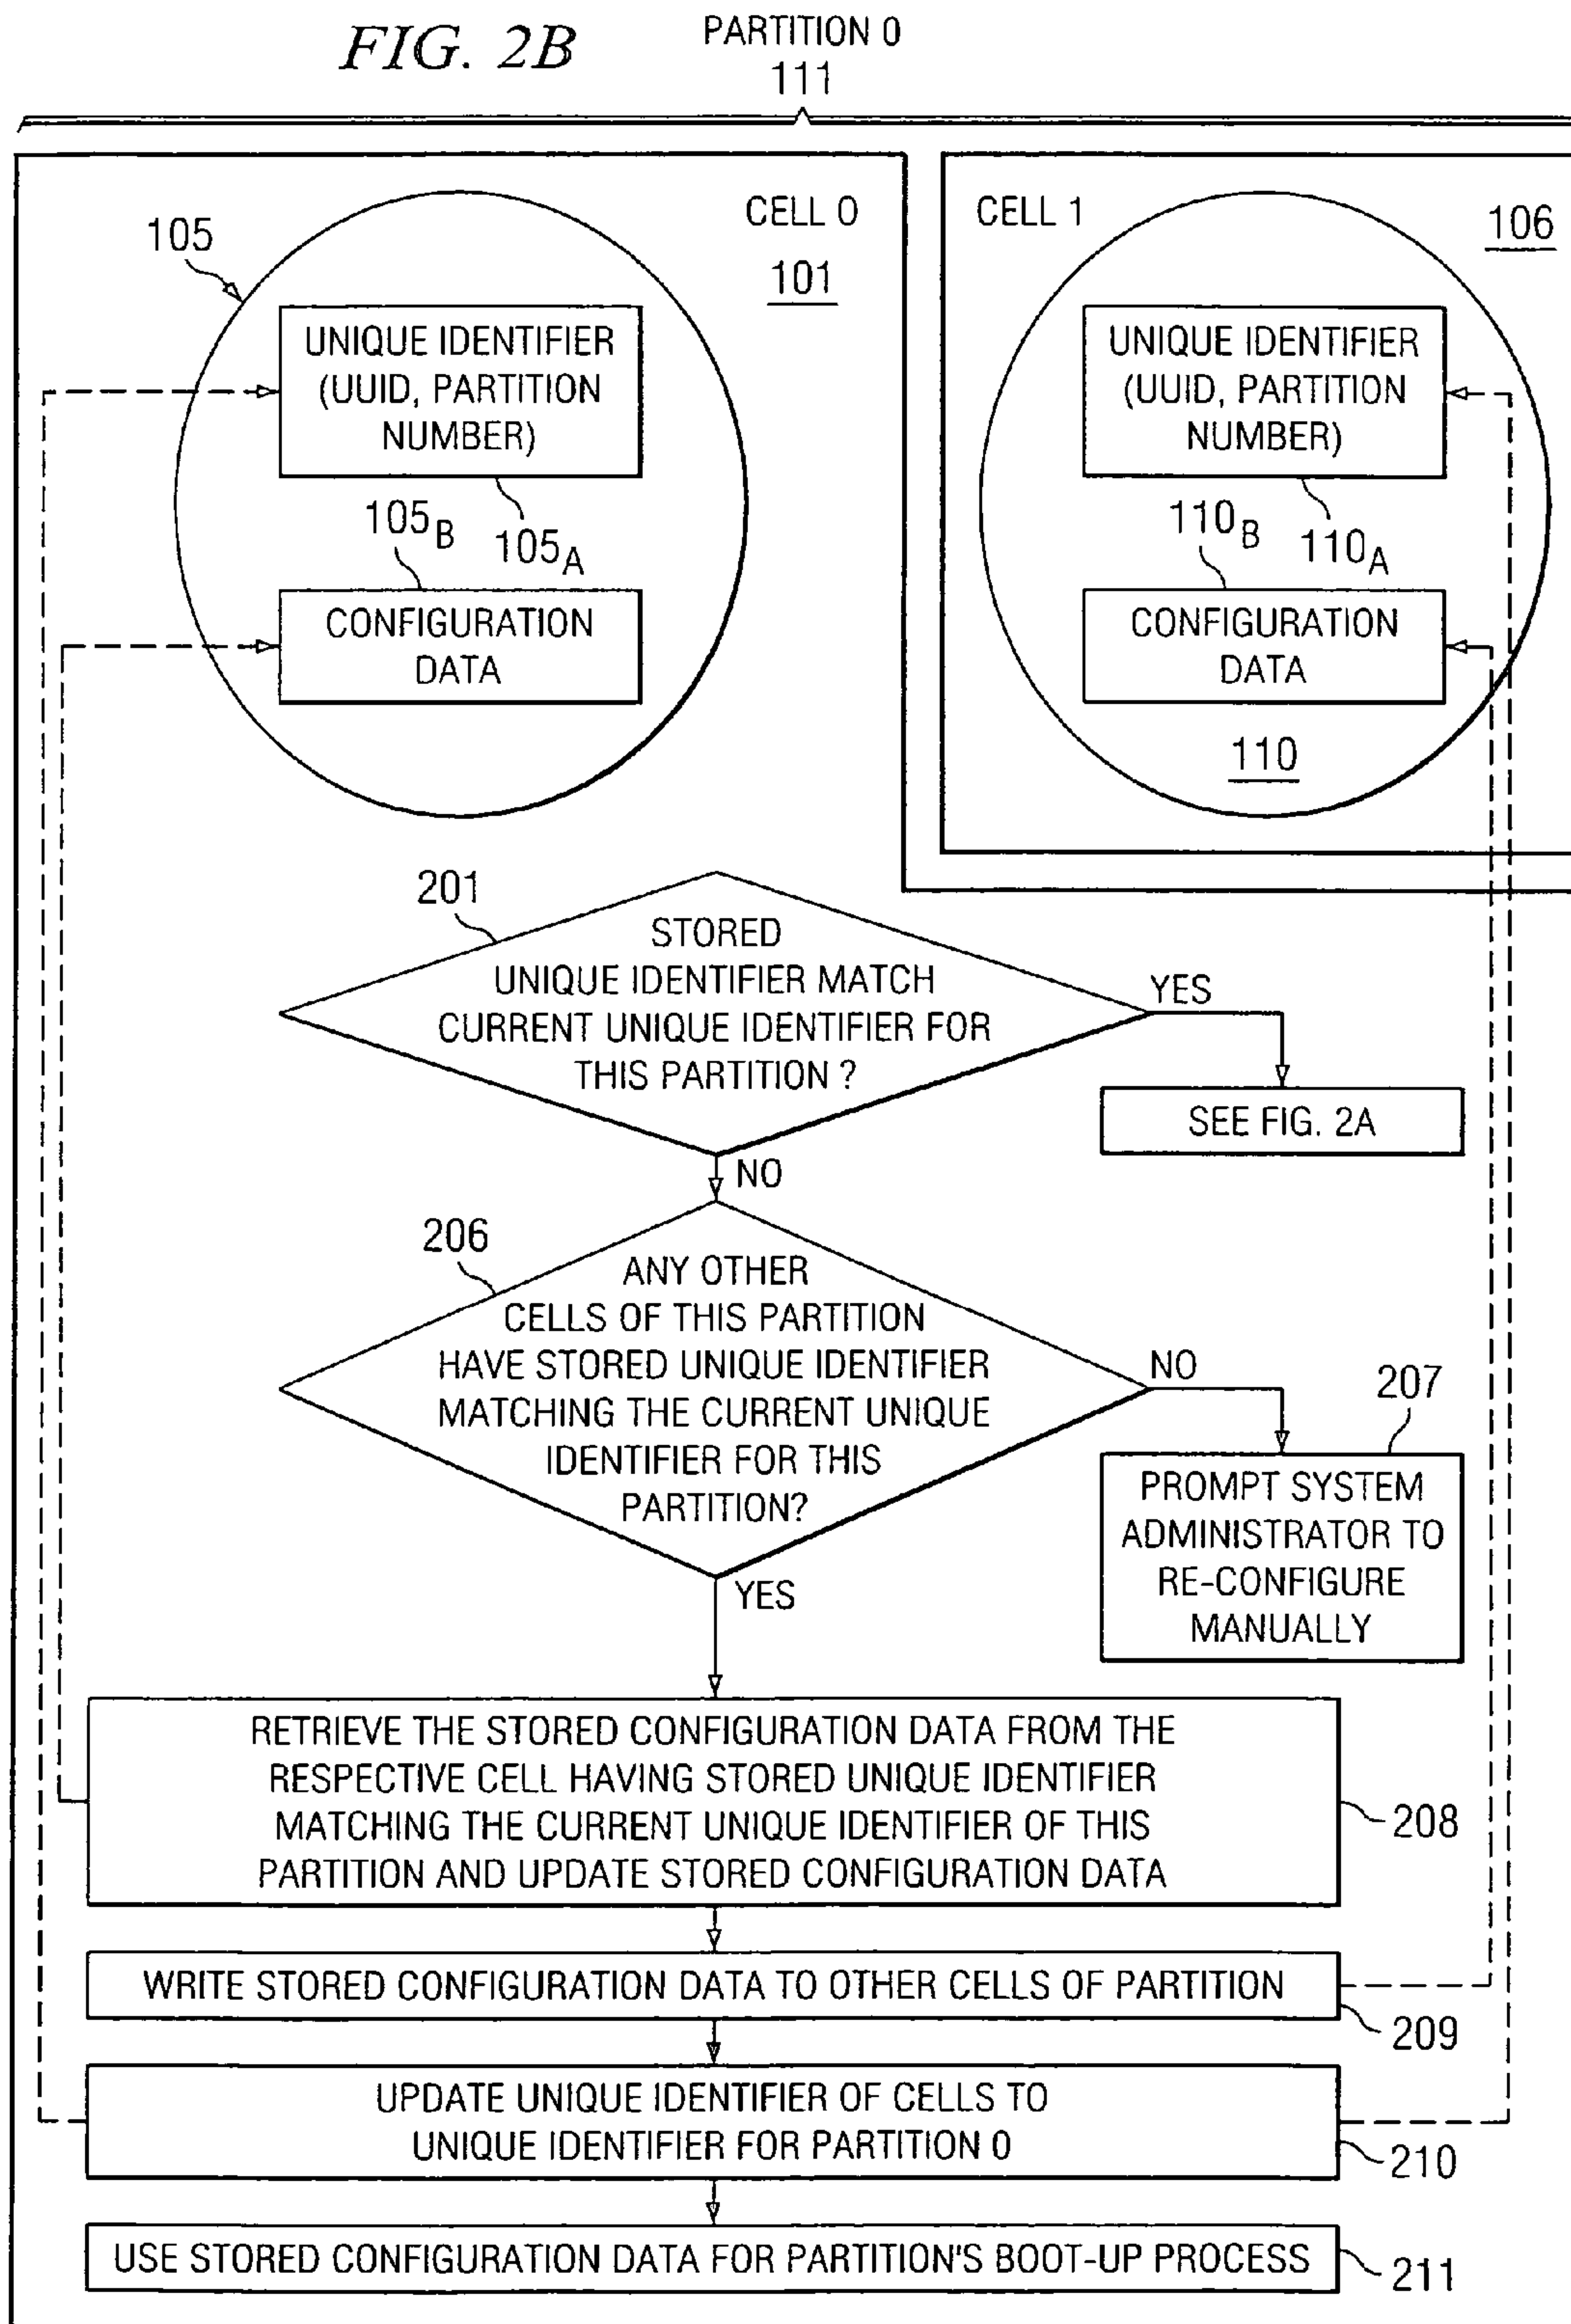 FIG. 2B
PARTITION 0
111
CELL 0
101
105
UNIQUE IDENTIFIER
(UUID, PARTITION
NUMBER)
105B
105A
CONFIGURATION
DATA
CELL 1
106
UNIQUE IDENTIFIER
(UUID, PARTITION
NUMBER)
110B
110A
CONFIGURATION
DATA
110
201
STORED
UNIQUE IDENTIFIER MATCH
CURRENT UNIQUE IDENTIFIER FOR
THIS PARTITION ?
YES
SEE FIG. 2A
NO
206
ANY OTHER
CELLS OF THIS PARTITION
HAVE STORED UNIQUE IDENTIFIER
MATCHING THE CURRENT UNIQUE
IDENTIFIER FOR THIS
PARTITION?
NO
207
PROMPT SYSTEM
ADMINISTRATOR TO
RE-CONFIGURE
MANUALLY
YES
RETRIEVE THE STORED CONFIGURATION DATA FROM THE
RESPECTIVE CELL HAVING STORED UNIQUE IDENTIFIER
MATCHING THE CURRENT UNIQUE IDENTIFIER OF THIS
PARTITION AND UPDATE STORED CONFIGURATION DATA
208
WRITE STORED CONFIGURATION DATA TO OTHER CELLS OF PARTITION
209
UPDATE UNIQUE IDENTIFIER OF CELLS TO
UNIQUE IDENTIFIER FOR PARTITION 0
210
USE STORED CONFIGURATION DATA FOR PARTITION'S BOOT-UP PROCESS
211